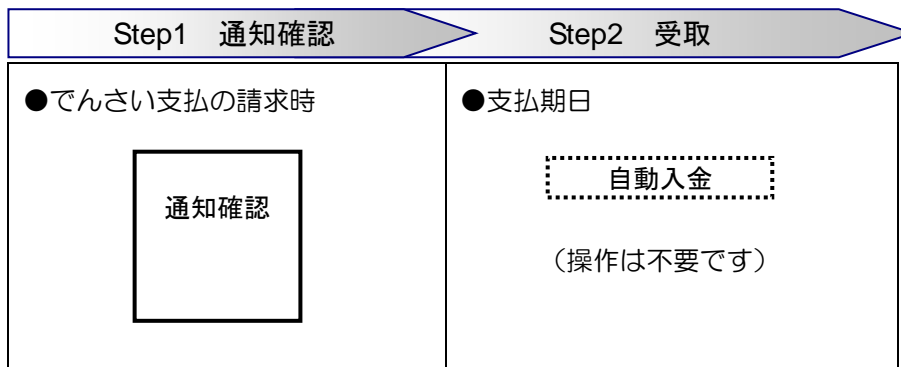 Step1　通知確認
Step2　受取
●でんさい支払の請求時
通知確認
●支払期日
自動入金
（操作は不要です）